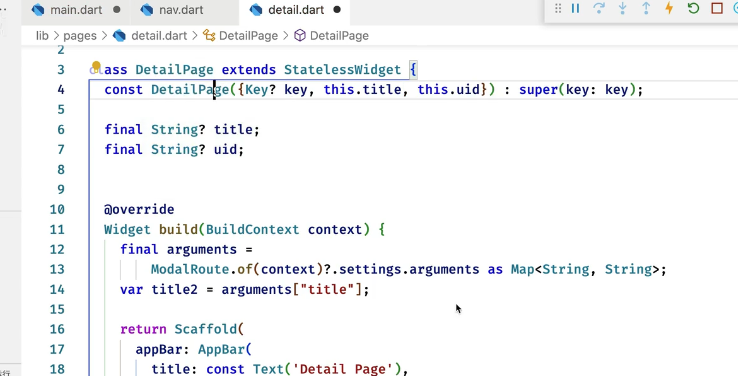 main.dart nav.dart detail.dart
lib > pages > detail.dart > DetailPage > DetailPage
2
3 ass DetailPage extends StatelessWidget {
4 const DetailPage({Key? key, this.title, this.uid}) : super(key: key);
5
6 final String? title;
7 final String? uid;
8
9
10 @override
11 Widget build(BuildContext context) {
12 final arguments =
13 ModalRoute.of(context)?.settings.arguments as Map<String, String>;
14 var title2 = arguments["title"];
15
16 return Scaffold(
17 appBar: AppBar(
18 title: const Text('Detail Page'),